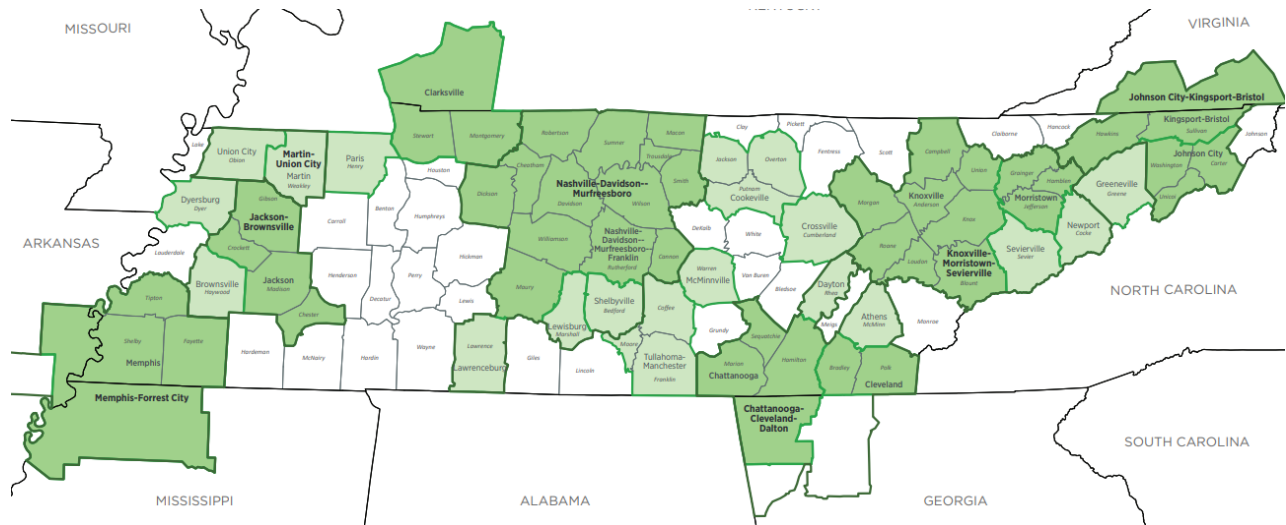 KENTUCKY
MISSOURI
VIRGINIA
Clarksville
Johnson City-Kingsport-Bristol
Stewart
Montgomery
Robertson
Sumner
Macon
Clay
Pickett
Claiborne
Hancock
Hawkins
Kingsport-Bristol
Sullivan
Johnson
Lake
Union City
Obion
Martin-
Union City
Martin
Weakley
Paris
Henry
Houston
Cheatham
Trousdale
Jackson
Overton
Fentress
Scott
Campbell
Union
Grainger
Hamblen
Johnson City
Washington
Carter
Unicoi
Greeneville
Greene
Dyersburg
Dyer
Gibson
Jackson-
Brownsville
Carroll
Benton
Humphreys
Dickson
Nashville-Davidson--
Murfreesboro
Davidson
Wilson
Smith
Putnam
Cookeville
Morgan
Knoxville
Anderson
Knox
Morristown
Jefferson
Newport
Cocke
ARKANSAS
Lauderdale
Crockett
Brownsville
Haywood
Jackson
Madison
Henderson
Decatur
Perry
Hickman
Lewis
Williamson
Nashville-
Davidson--
Murfreesboro--
Franklin
Rutherford
Cannon
DeKalb
White
Crossville
Cumberland
Roane
Loudon
Knoxville-
Morristown-
Sevierville
Blount
Sevierville
Sevier
NORTH CAROLINA
Tipton
Chester
Maury
Lewisburg
Marshall
Shelbyville
Bedford
Coffee
Warren
McMinnville
Van Buren
Bledsoe
Dayton
Rhea
Meigs
Athens
McMinn
Monroe
Shelby
Fayette
Memphis
Hardeman
McNairy
Hardin
Wayne
Lawrence
Lawrenceburg
Giles
Lincoln
Moore
Tullahoma-
Manchester
Franklin
Grundy
Sequatchie
Marion
Chattanooga
Hamilton
Bradley
Polk
Cleveland
Memphis-Forrest City
Chattanooga-
Cleveland-
Dalton
SOUTH CAROLINA
MISSISSIPPI
ALABAMA
GEORGIA